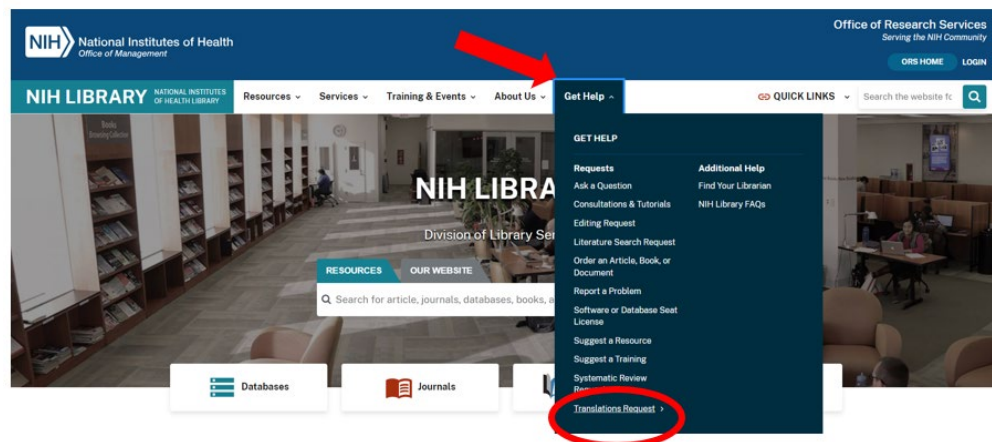 NIH National Institutes of Health
Office of Management
Office of Research Services
Serving the NIH Community
ORS HOME LOGIN
NIH LIBRARY NATIONAL INSTITUTES
OF HEALTH LIBRARY
Resources Services Training & Events About Us Get Help QUICK LINKS Search the website fo
Books
Browsing Collection
GET HELP
Requests
Ask a Question
Consultations & Tutorials
Editing Request
Literature Search Request
Order an Article, Book, or
Document
Report a Problem
Software or Database Seat
License
Suggest a Resource
Suggest a Training
Systematic Review
Translations Request
Additional Help
Find Your Librarian
NIH Library FAQs
NIH LIBRA
Division of Library Ser
RESOURCES OUR WEBSITE
Search for article, journals, databases, books, a
Databases Journals